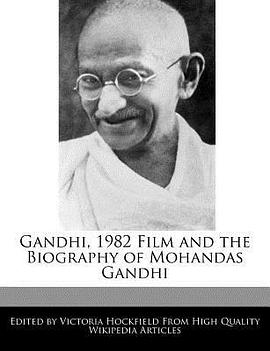 Gandhi, 1982 Film and the
Biography of Mohandas
Gandhi
Edited by Victoria Hockfield From High Quality
Wikipedia Articles